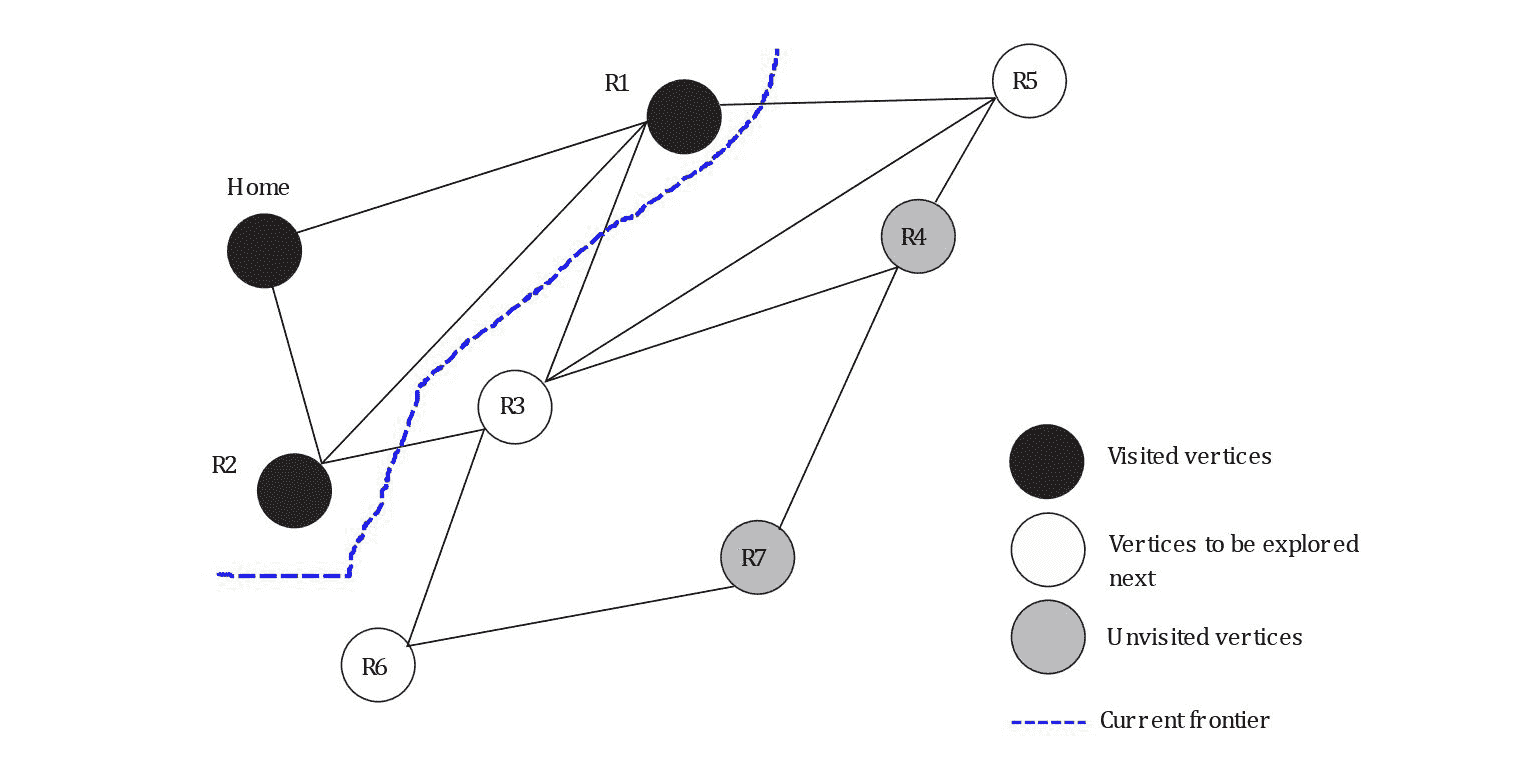 R1
R5
Home
R4
R3
R2
Visited vertices
Vertices to be explored
next
R7
Unvisited vertices
R6
Current frontier